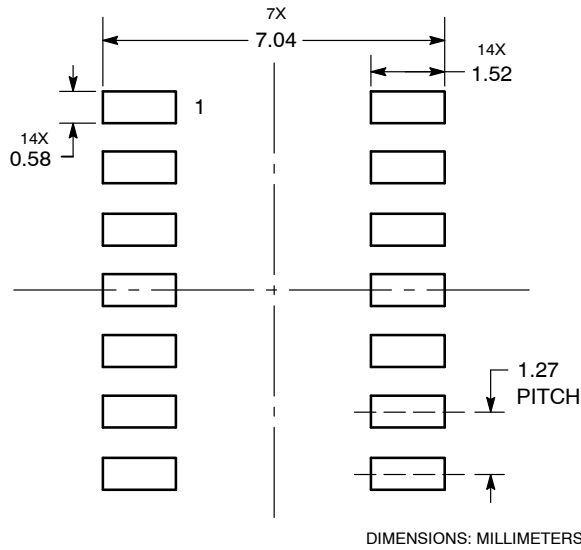 7X
7.04
14X
1.52
1
14X
0.58
1.27
PITCH
DIMENSIONS: MILLIMETERS